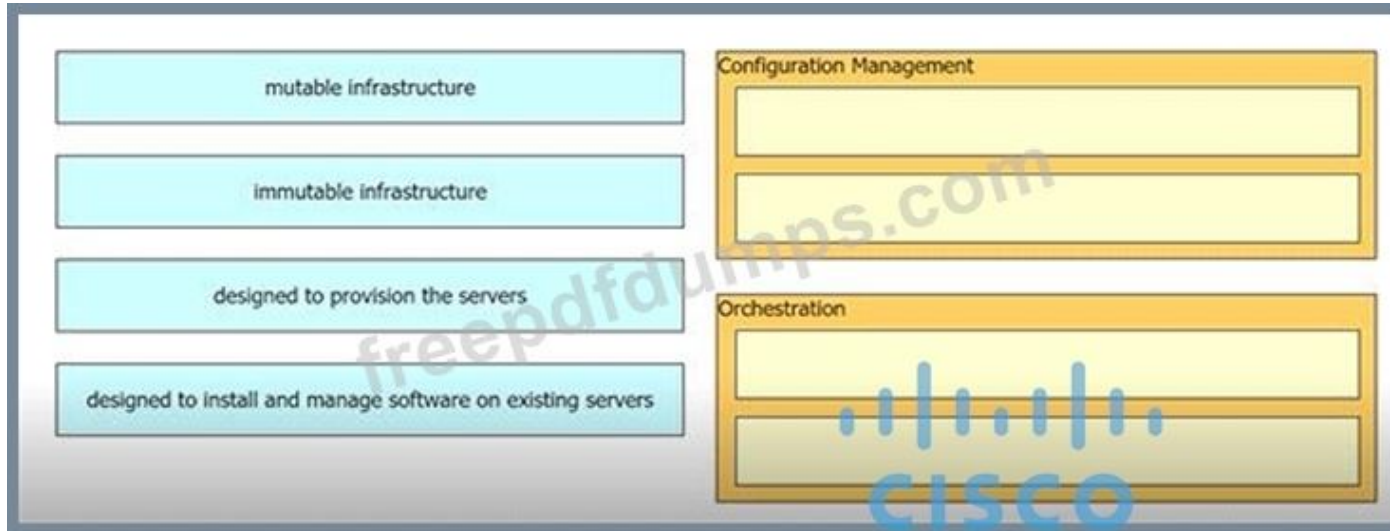 mutable infrastructure
immutable infrastructure
designed to provision the servers
designed to install and manage software on existing servers
Configuration Management
Orchestration
freepdfdumps.com
CISCO